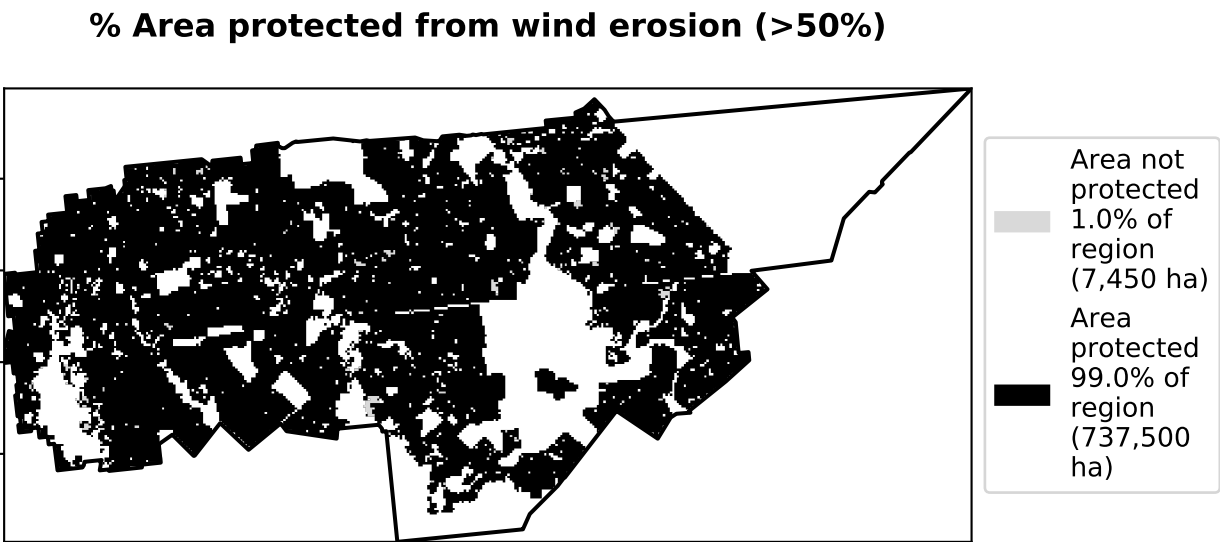 % Area protected from wind erosion (>50%)
Area not
protected
1.0% of
region
(7,450 ha)
Area
protected
99.0% of
region
(737,500
ha)